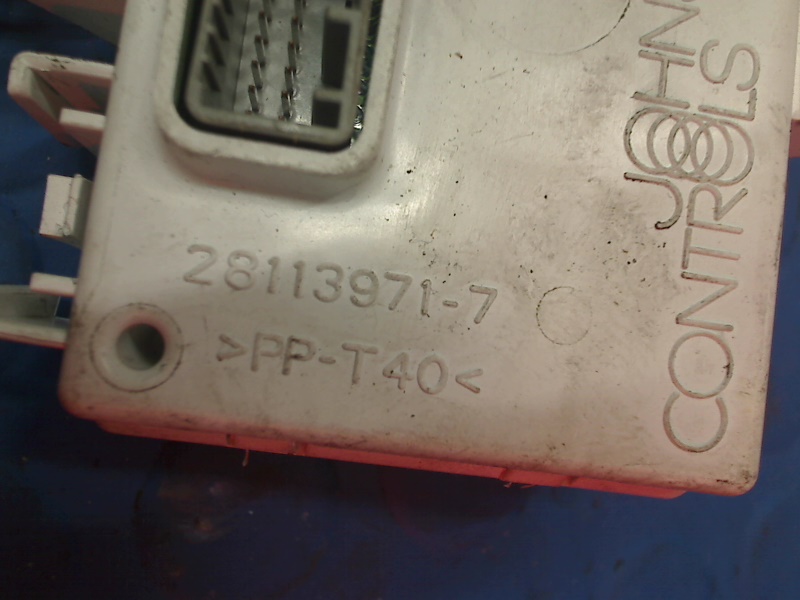 28113971-7
>PP-T40<
JOHNSON
CONTROLS